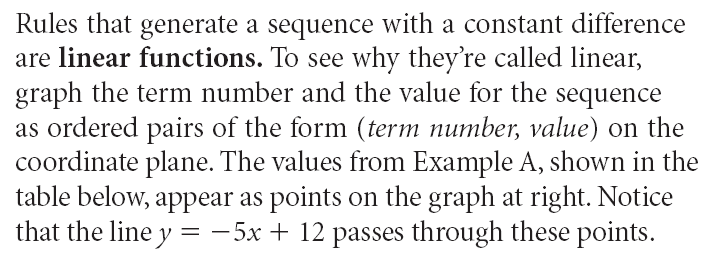 Rules that generate a sequence with a constant difference
are linear functions. To see why they’re called linear,
graph the term number and the value for the sequence
as ordered pairs of the form (term number, value) on the
coordinate plane. The values from Example A, shown in the
table below, appear as points on the graph at right. Notice
that the line y = −5x + 12 passes through these points.